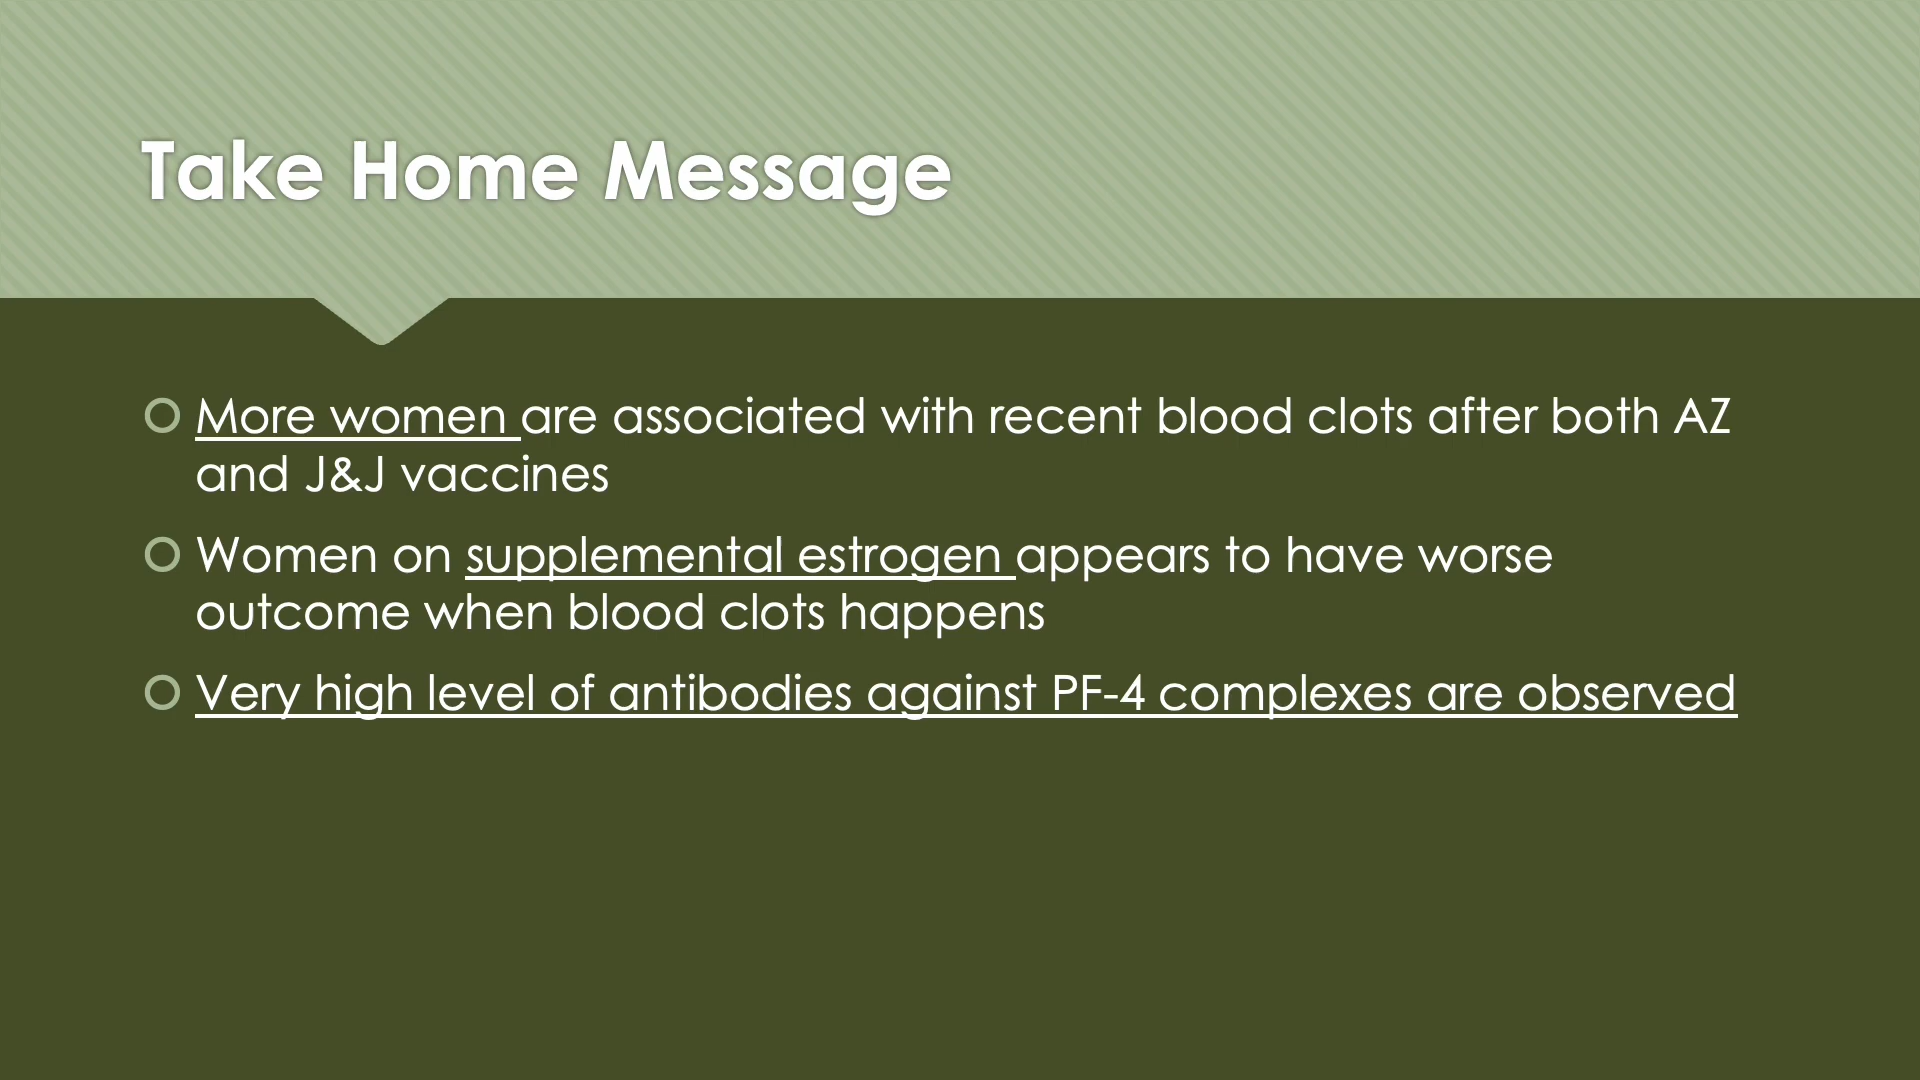 Take Home Message
More women are associated with recent blood clots after both AZ
and J&J vaccines
Women on supplemental estrogen appears to have worse
outcome when blood clots happens
Very high level of antibodies against PF-4 complexes are observed